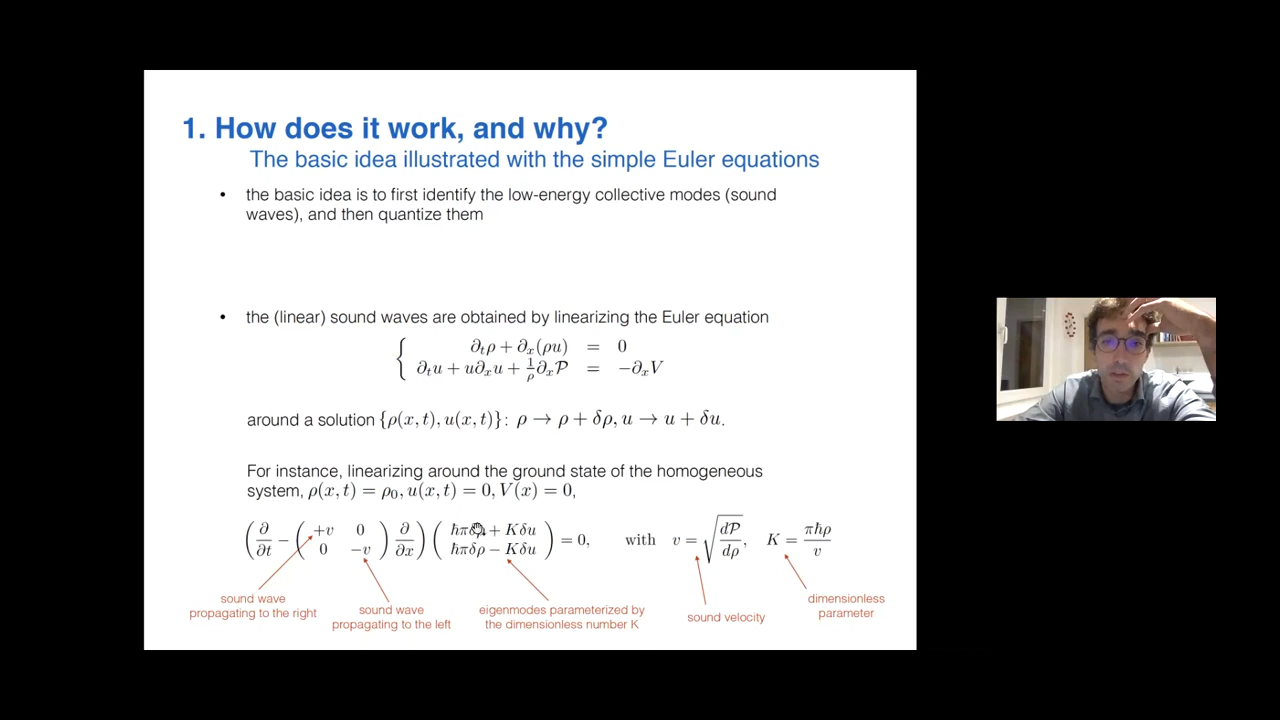 1. How does it work, and why?
The basic idea illustrated with the simple Euler equations
• the basic idea is to first identify the low-energy collective modes (sound
waves), and then quantize them
• the (linear) sound waves are obtained by linearizing the Euler equation
∂ₜρ + ∂ₓ(ρu) = 0
∂ₜu + u∂ₓu + 1/ρ ∂ₓ𝒫 = −∂ₓV
around a solution {ρ(x, t), u(x, t)}: ρ → ρ + δρ, u → u + δu.
For instance, linearizing around the ground state of the homogeneous
system, ρ(x, t) = ρ₀, u(x, t) = 0, V(x) = 0,
(∂/∂t − (+v 0; 0 −v) ∂/∂x) (ħπδρ + Kδu; ħπδρ − Kδu) = 0, with v = √(d𝒫/dρ), K = πħρ/v
sound wave
propagating to the right
sound wave
propagating to the left
eigenmodes parameterized by
the dimensionless number K
sound velocity
dimensionless
parameter